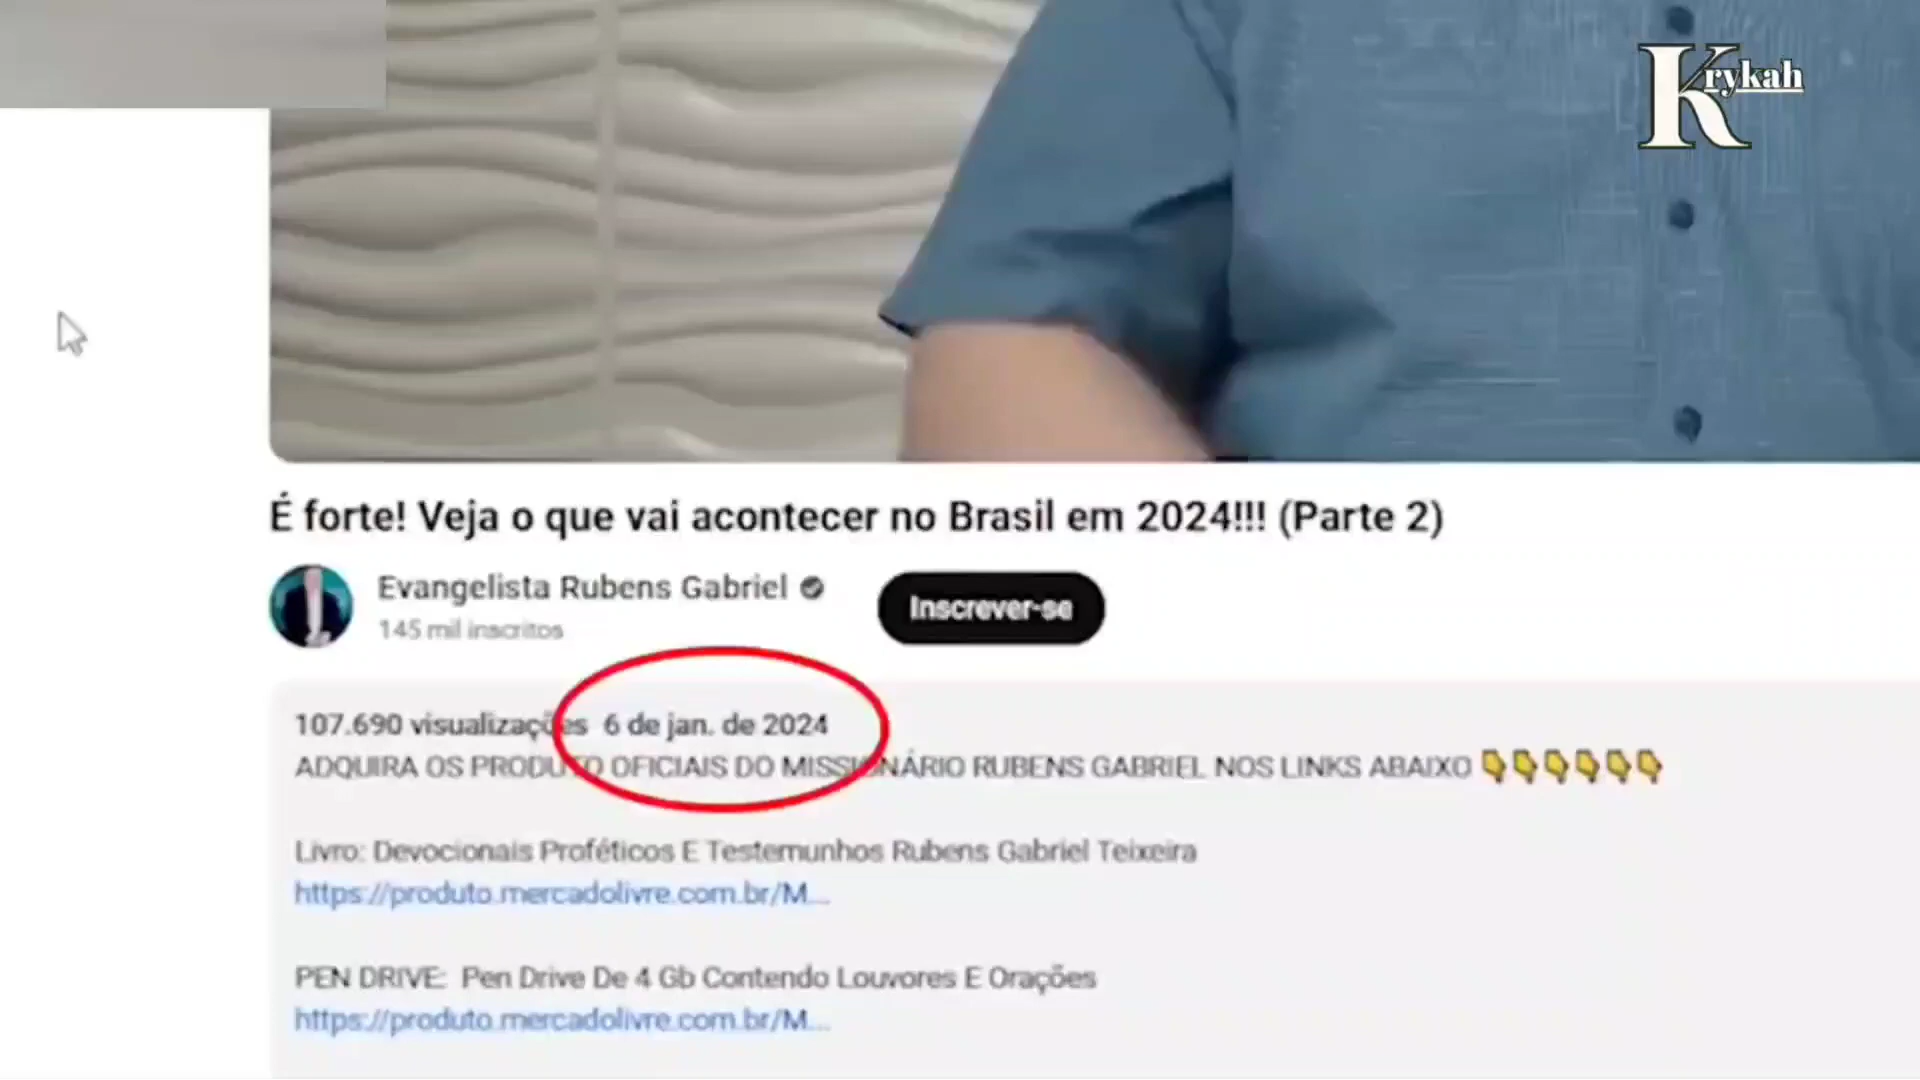 Krykah
É forte! Veja o que vai acontecer no Brasil em 2024!!! (Parte 2)
Evangelista Rubens Gabriel
145 mil inscritos
Inscrever-se
107.690 visualizações 6 de jan. de 2024
ADQUIRA OS PRODUTO OFICIAIS DO MISSIONÁRIO RUBENS GABRIEL NOS LINKS ABAIXO 👇👇👇👇👇👇
Livro: Devocionais Proféticos E Testemunhos Rubens Gabriel Teixeira
https://produto.mercadolivre.com.br/M...
PEN DRIVE: Pen Drive De 4 Gb Contendo Louvores E Orações
https://produto.mercadolivre.com.br/M...